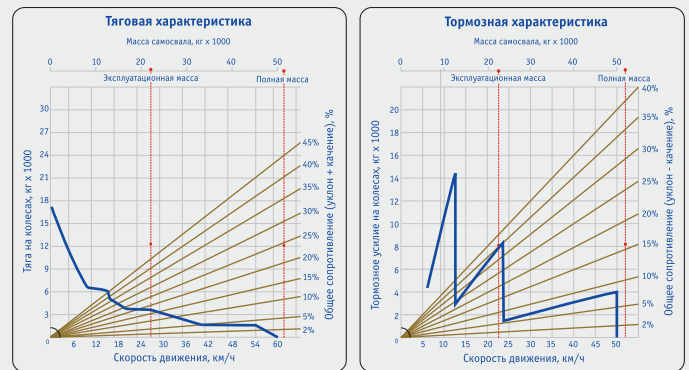 Тяговая характеристика
Масса самосвала, кг x 1000
0 10 20 30 40 50
Эксплуатационная масса
Полная масса
Тяга на колесах, кг x 1000
30
27
24
21
18
15
12
9
6
3
0
6 12 18 24 30 36 42 48 54 60
Скорость движения, км/ч
45%
40%
35%
30%
25%
20%
15%
10%
5%
2%
Общее сопротивление (уклон + качение), %
Тормозная характеристика
Масса самосвала, кг x 1000
0 10 20 30 40 50
Эксплуатационная масса
Полная масса
Тормозное усилие на колесах, кг x 1000
20
18
16
14
12
10
8
6
4
2
0
5 10 15 20 25 30 35 40 45 50
Скорость движения, км/ч
40%
35%
30%
25%
20%
15%
10%
5%
2%
Общее сопротивление (уклон - качение), %